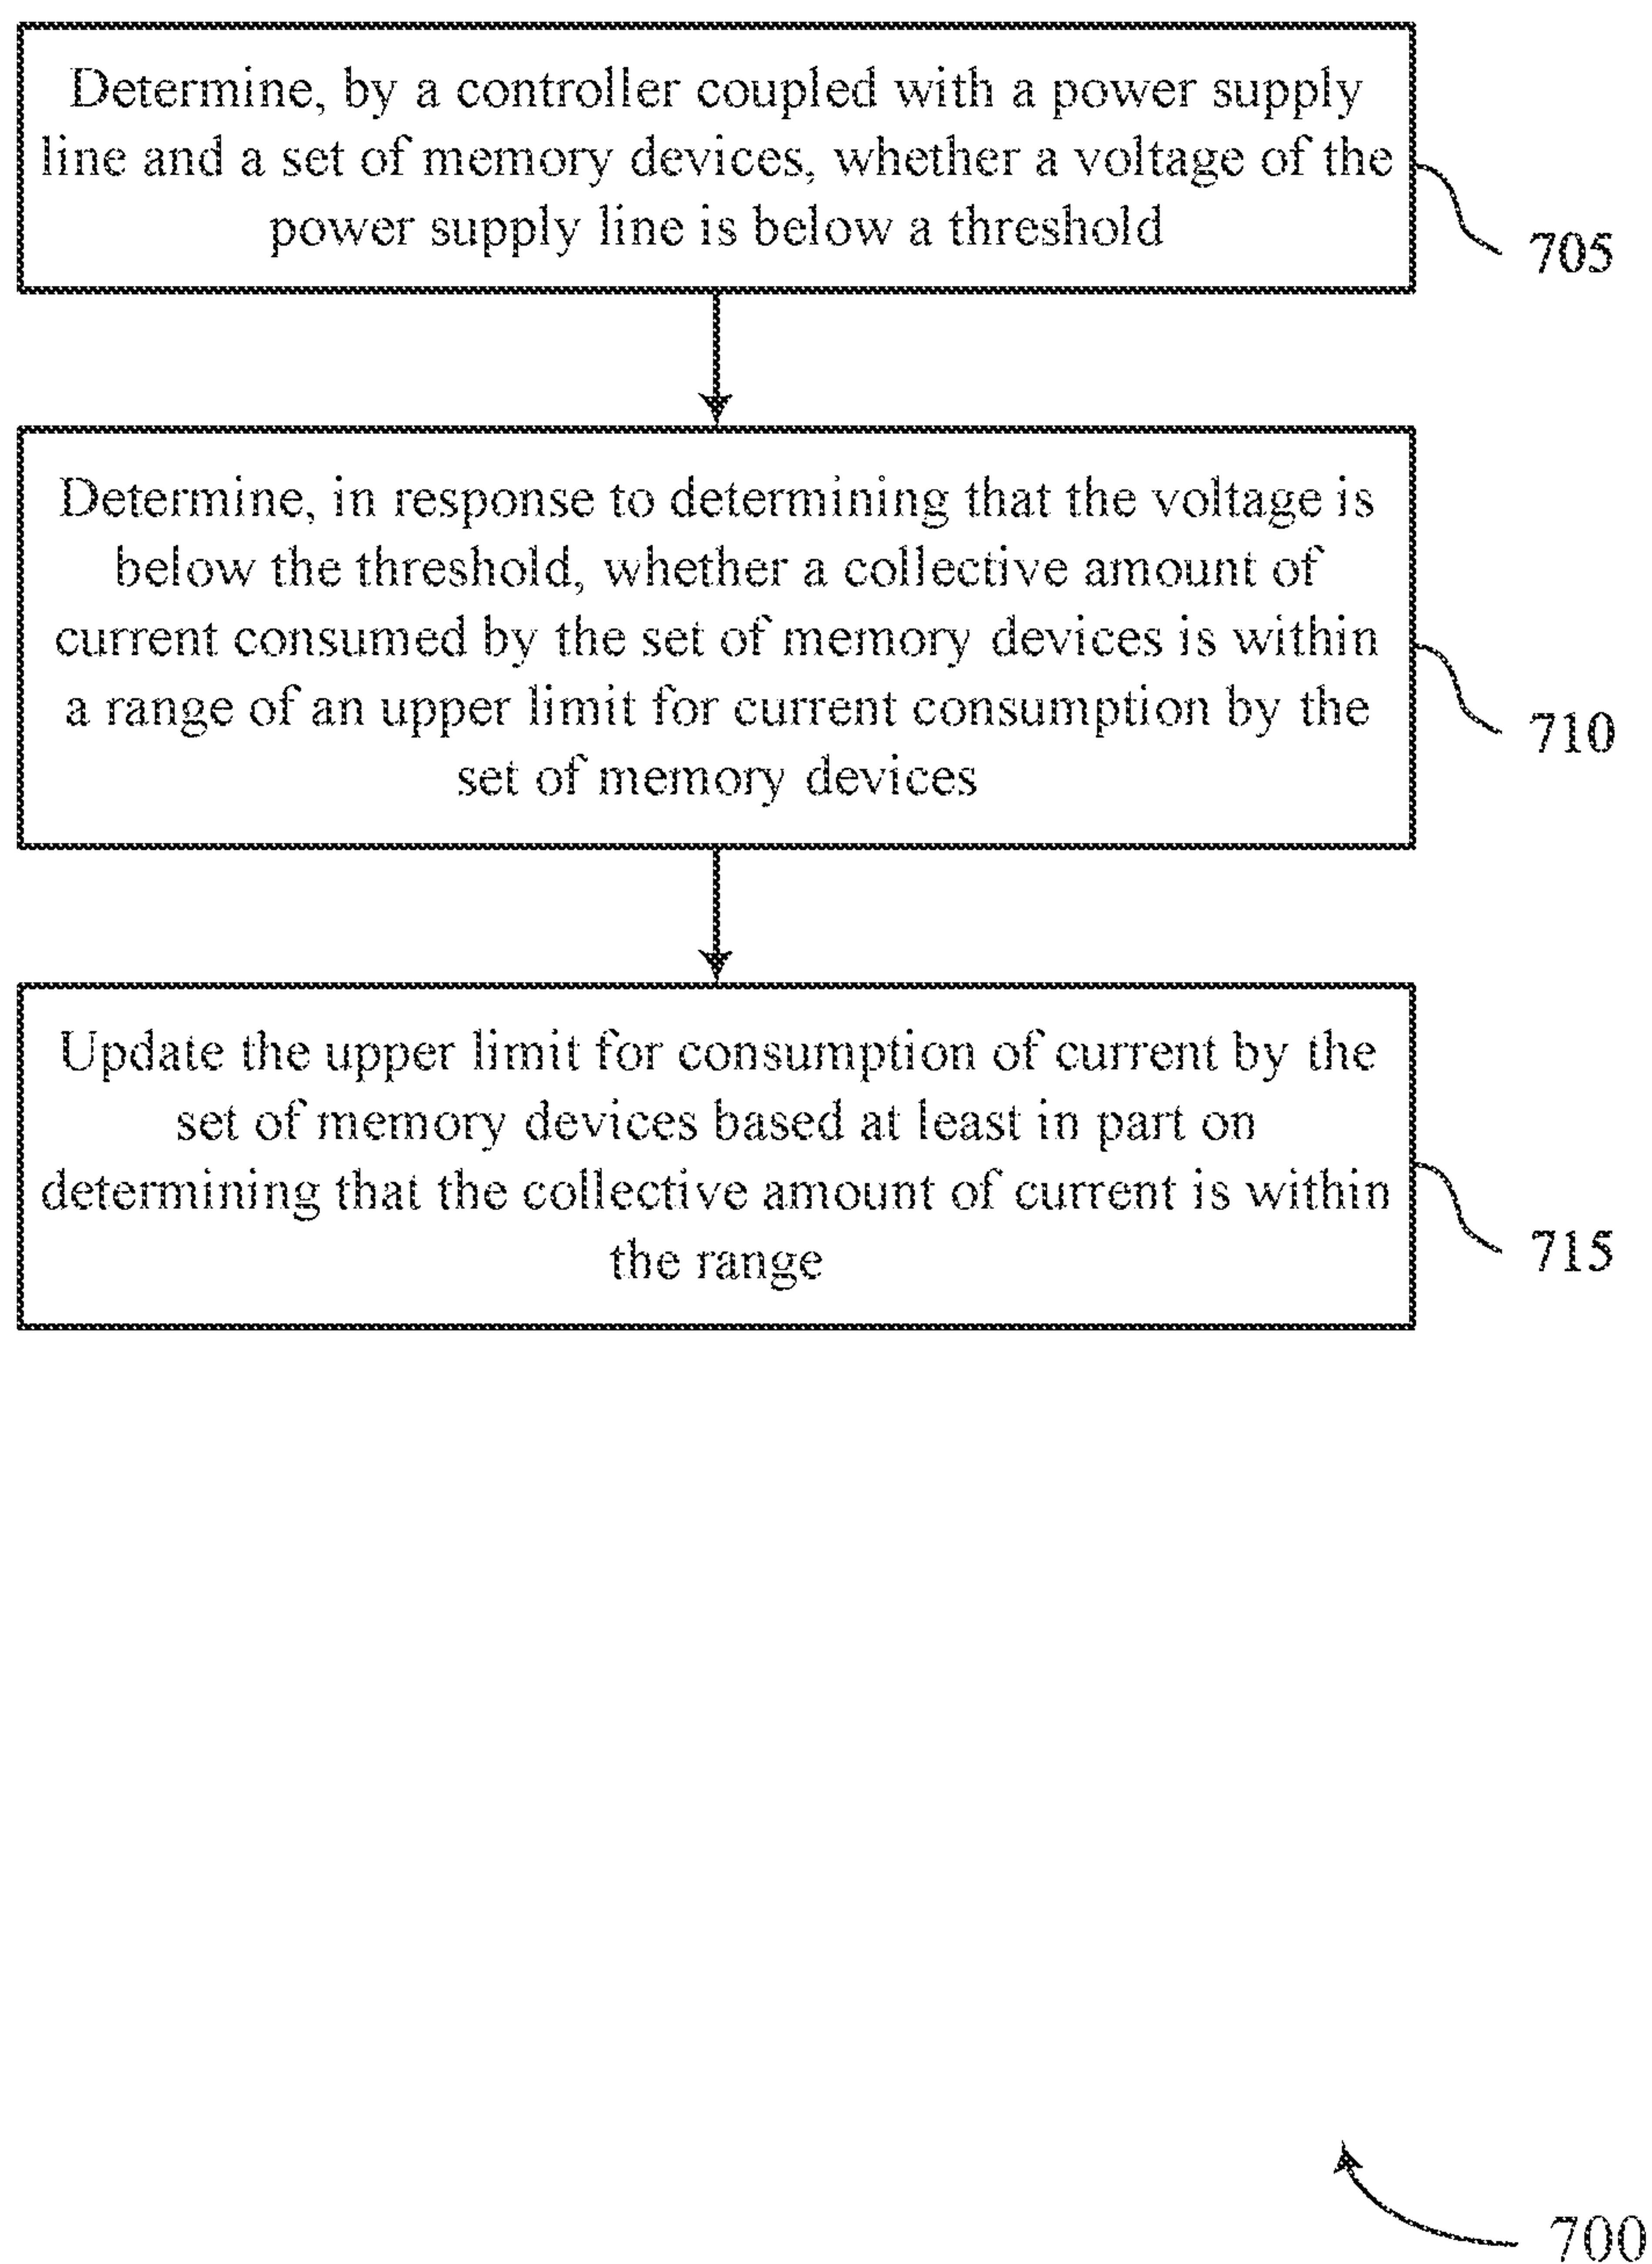 Determine, by a controller coupled with a power supply
line and a set of memory devices, whether a voltage of the
power supply line is below a threshold
705
Determine, in response to determining that the voltage is
below the threshold, whether a collective amount of
current consumed by the set of memory devices is within
a range of an upper limit for current consumption by the
set of memory devices
710
Update the upper limit for consumption of current by the
set of memory devices based at least in part on
determining that the collective amount of current is within
the range
715
700